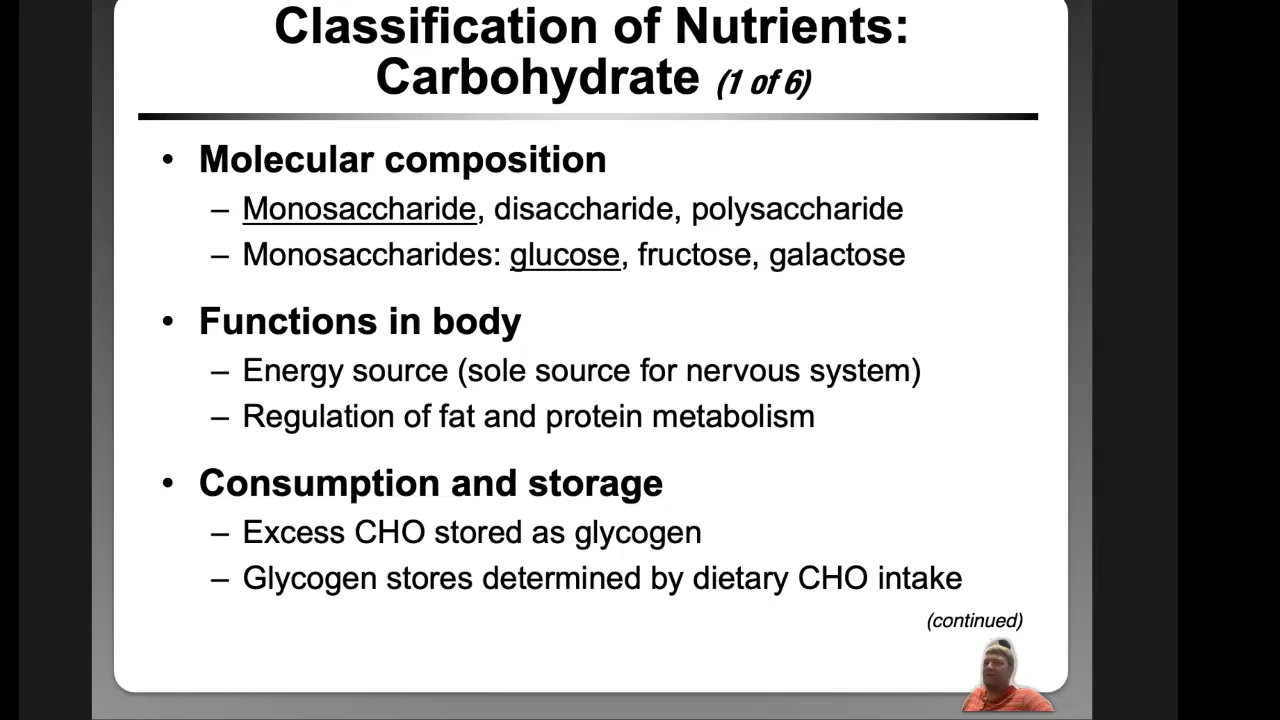 Classification of Nutrients:
Carbohydrate (1 of 6)
• Molecular composition
– Monosaccharide, disaccharide, polysaccharide
– Monosaccharides: glucose, fructose, galactose
• Functions in body
– Energy source (sole source for nervous system)
– Regulation of fat and protein metabolism
• Consumption and storage
– Excess CHO stored as glycogen
– Glycogen stores determined by dietary CHO intake
(continued)